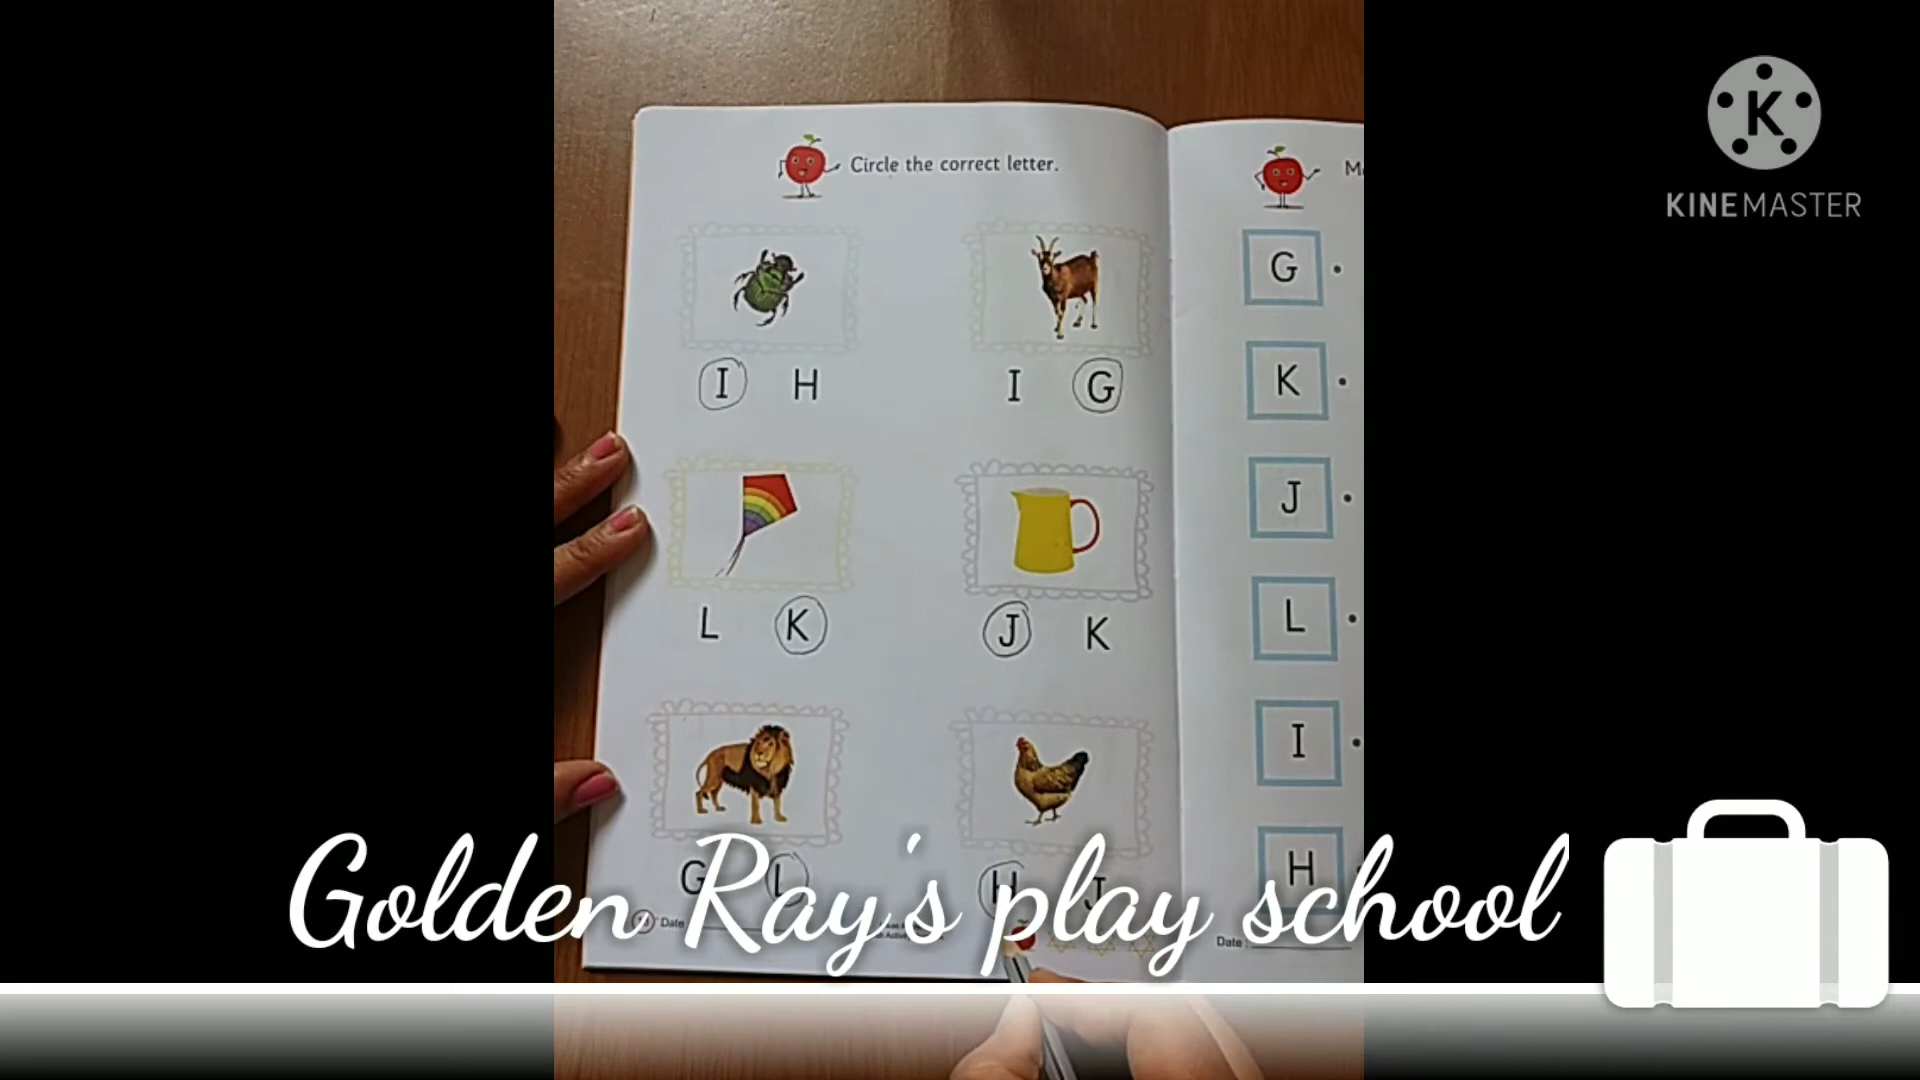 K
KINEMASTER
Circle the correct letter.
I H
I G
L K
J K
G L
H J
Date
G
K
J
L
I
H
Date
Golden Ray's play school